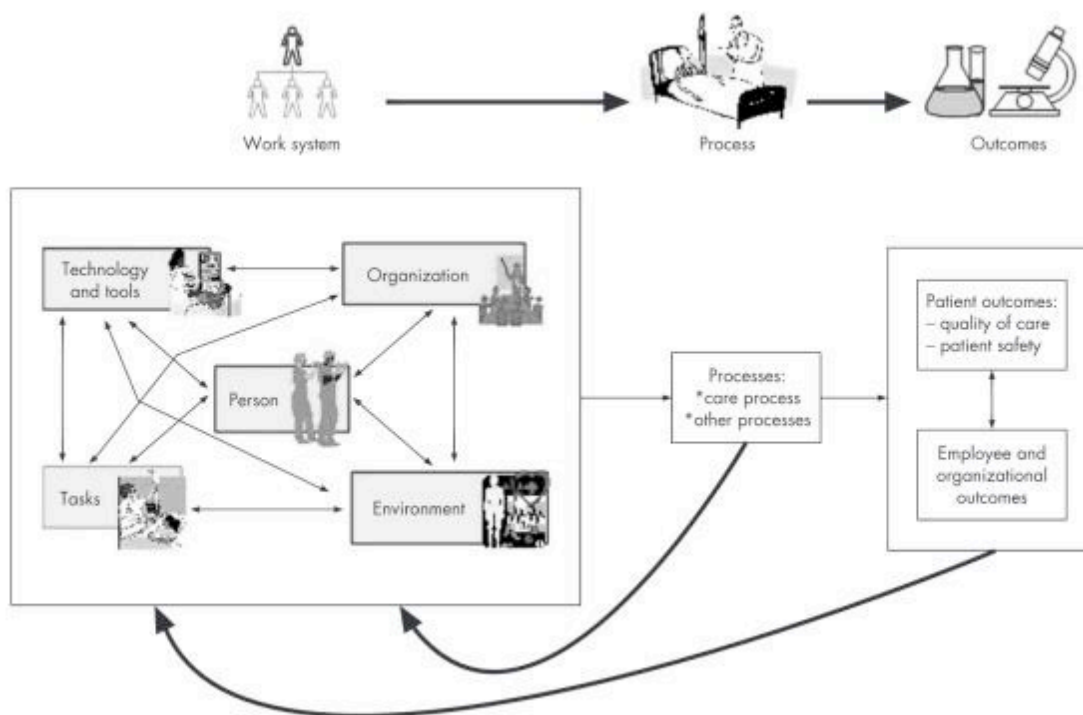 Work system
Process
Outcomes
Technology
and tools
Organization
Person
Tasks
Environment
Processes:
*care process
*other processes
Patient outcomes:
– quality of care
– patient safety
Employee and
organizational
outcomes